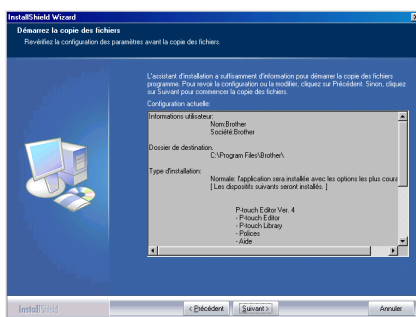 InstallShield Wizard
Démarrez la copie des fichiers
Revérifiez la configuration des paramètres avant la copie des fichiers.
L'assistant d'installation a suffisamment d'information pour démarrer la copie des fichiers
programme. Pour revoir la configuration ou la modifier, cliquez sur Précédent. Sinon, cliquez
sur Suivant pour commencer la copie des fichiers.
Configuration actuelle:
Informations utilisateur:
Nom:Brother
Société:Brother
Dossier de destination.
C:\Program Files\Brother\
Type d'installation:
Normale: l'application sera installée avec les options les plus coura
[ Les dispositifs suivants seront installés. ]
P-touch Editor Ver. 4
- P-touch Editor
- P-touch Library
- Polices
- Aide
InstallShield
< Précédent
Suivant >
Annuler